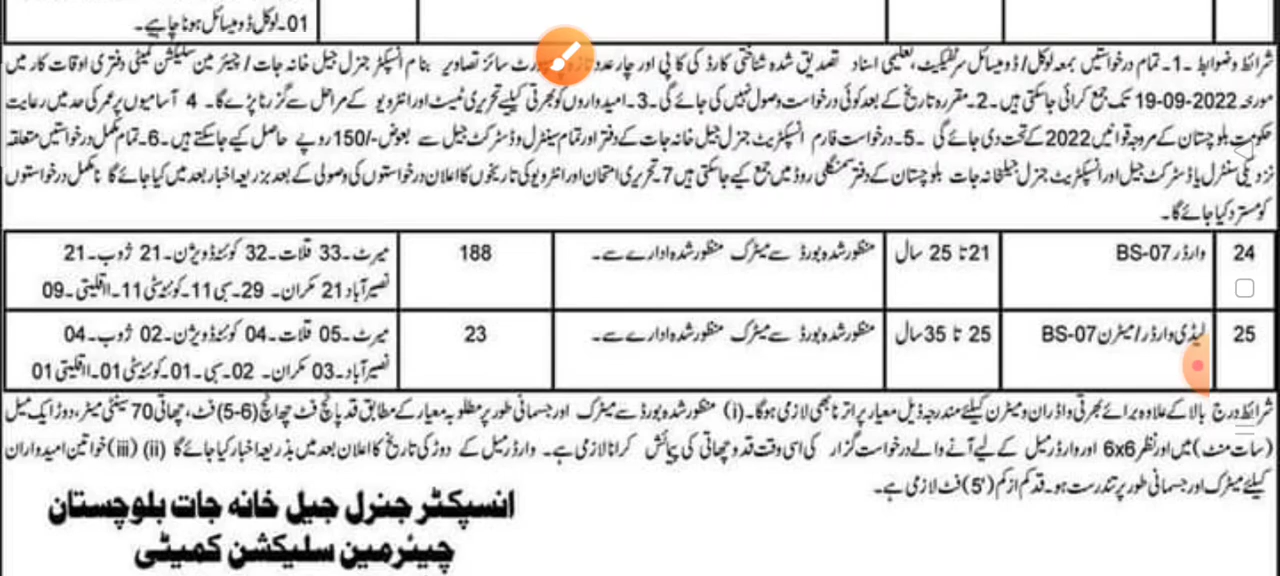 01۔لوکل ڈومیسائل ہونا چاہیے۔
شرائط و ضوابط ۔1۔تمام درخواستیں بمعہ لوکل/ ڈومیسائل سرٹیفکیٹ، تعلیمی اسناد تصدیق شدہ شناختی کارڈ کی کاپی اور چار عدد سائز تصاویر بنام انسپکٹر جنرل جیل خانہ جات / چیئرمین سلیکشن کمیٹی دفتری اوقات کار میں
مورخہ 19-09-2022 تک جمع کرائی جاسکتی ہیں۔2۔مقررہ تاریخ کے بعد کوئی درخواست وصول نہیں کی جائے گی۔3۔امیدواروں کو بھرتی کیلئے تحریری ٹیسٹ اور انٹرویو کے مراحل سے گزرنا پڑے گا۔ 4 آسامیوں پر عمر کی حد میں رعایت
حکومت بلوچستان کے مروجہ قوانین 2022 کے تحت دی جائے گی ۔5۔درخواست فارم انسپکٹریٹ جنرل جیل خانہ جات کے دفتر اور تمام سینٹرل و ڈسٹرکٹ جیل سے بعوض -/150 روپے حاصل کیے جاسکتے ہیں۔6۔تمام مکمل درخواستیں متعلقہ
نزدیکی سنٹرل یا ڈسٹرکٹ جیل اور انسپکٹریٹ جنرل جیلخانہ جات بلوچستان کے دفتر سمنگلی روڈ میں جمع کیے جاسکتی ہیں 7۔تحریری امتحان اور انٹرویو کی تاریخوں کا اعلان درخواستوں کی وصولی کے بعد بزریعہ اخبار بعد میں کیا جائے گا نامکمل درخواستوں
کو مسترد کیا جائے گا۔
24 وارڈر BS-07 21 تا 25 سال منظور شدہ بورڈ سے میٹرک منظور شدہ ادارے سے۔ 188 میرٹ۔33 قلات۔32 کوئٹہ ڈویژن۔21 ژوب۔21
نصیر آباد 21 مکران۔ 29۔سبی 11۔کوئٹہ سٹی 11۔اقلیتی۔09
25 لیڈی وارڈر/میٹرن BS-07 25 تا 35 سال منظور شدہ بورڈ سے میٹرک منظور شدہ ادارے سے۔ 23 میرٹ۔05 قلات۔04 کوئٹہ ڈویژن۔02 ژوب۔04
نصیر آباد۔03 مکران۔ 02۔سبی۔01۔کوئٹہ سٹی 01۔اقلیتی 01
شرائط درج بالا کے علاوہ برائے بھرتی واڈران و میٹرن کیلئے مندرجہ ذیل معیار پر اترنا بھی لازمی ہوگا۔(i) منظور شدہ بورڈ سے میٹرک اور جسمانی طور پر مطلوبہ معیار کے مطابق قد پانچ فٹ چھ انچ (5-6) فٹ، چھاتی 70 سینٹی میٹر، دوڑ ایک میل
(سات منٹ) میں اور نظر 6x6 اور وارڈر میل کے لیے آنے والے درخواست گزار کی اسی وقت قد و چھاتی کی پیمائش کرانا لازمی ہے۔ وارڈر میل کے دوڑ کی تاریخ کا اعلان بعد میں بذریعہ اخبار کیا جائے گا (ii) (iii) خواتین امیدواران
کیلئے میٹرک اور جسمانی طور پر تندرست ہو۔قد کم از کم (5') فٹ لازمی ہے۔
انسپکٹر جنرل جیل خانہ جات بلوچستان
چیئرمین سلیکشن کمیٹی